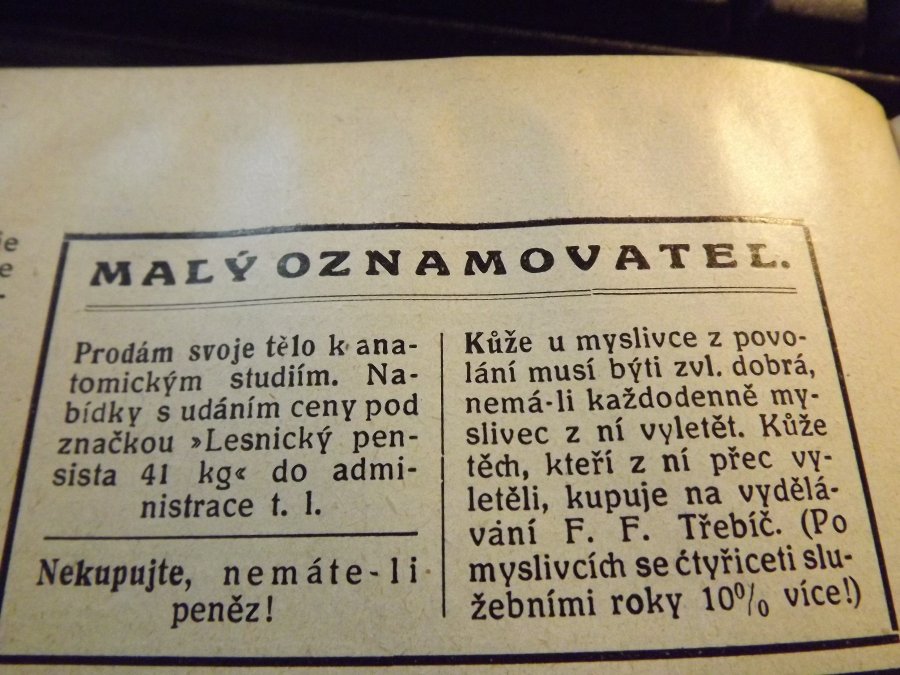 ie
e
-
MALÝ OZNAMOVATEL.
Prodám svoje tělo k ana-
tomickým studiím. Na-
bídky s udáním ceny pod
značkou »Lesnický pen-
sista 41 kg« do admi-
nistrace t. l.
Nekupujte, nemáte-li
peněz!
Kůže u myslivce z povo-
lání musí býti zvl. dobrá,
nemá-li každodenně my-
slivec z ní vyletět. Kůže
těch, kteří z ní přec vy-
letěli, kupuje na vydělá-
vání F. F. Třebíč. (Po
myslivcích se čtyřiceti slu-
žebními roky 10% více!)